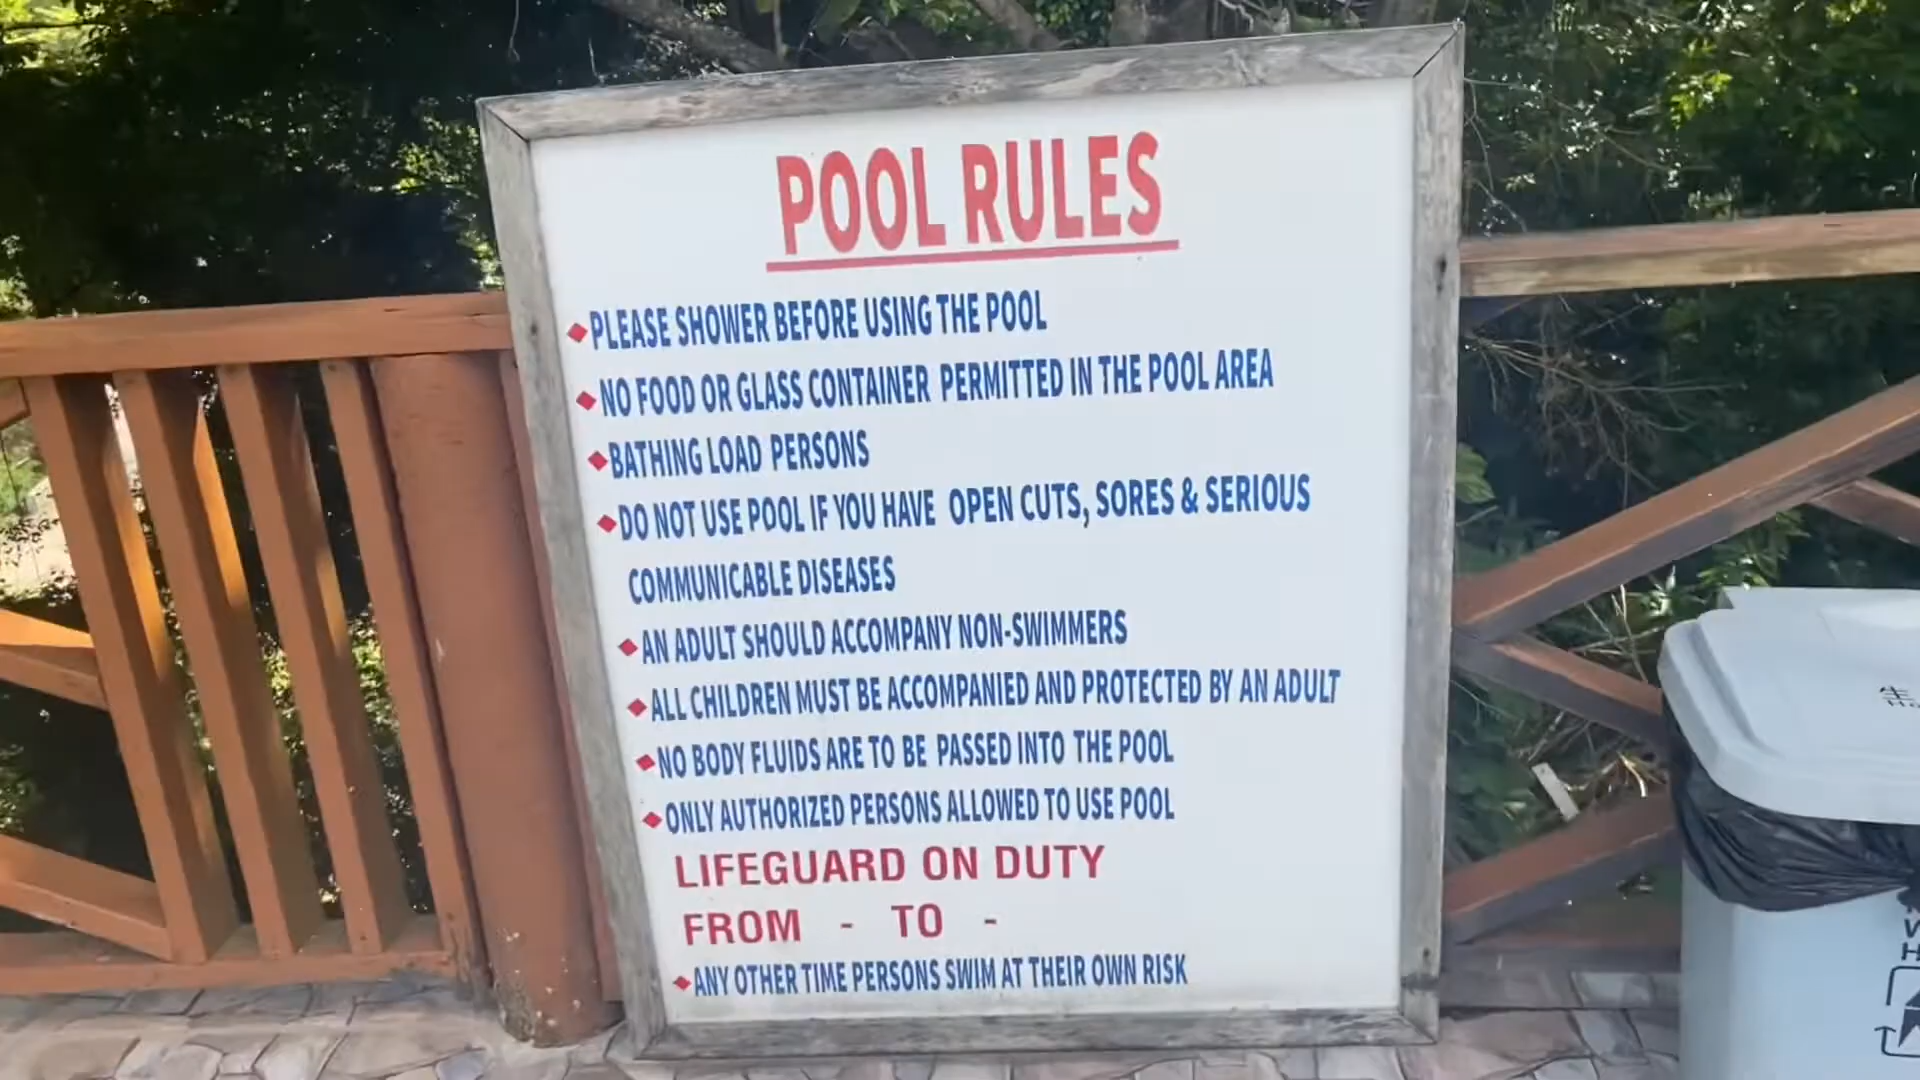 POOL RULES
PLEASE SHOWER BEFORE USING THE POOL
NO FOOD OR GLASS CONTAINER PERMITTED IN THE POOL AREA
BATHING LOAD PERSONS
DO NOT USE POOL IF YOU HAVE OPEN CUTS, SORES & SERIOUS
COMMUNICABLE DISEASES
AN ADULT SHOULD ACCOMPANY NON-SWIMMERS
ALL CHILDREN MUST BE ACCOMPANIED AND PROTECTED BY AN ADULT
NO BODY FLUIDS ARE TO BE PASSED INTO THE POOL
ONLY AUTHORIZED PERSONS ALLOWED TO USE POOL
LIFEGUARD ON DUTY
FROM - TO -
ANY OTHER TIME PERSONS SWIM AT THEIR OWN RISK
生